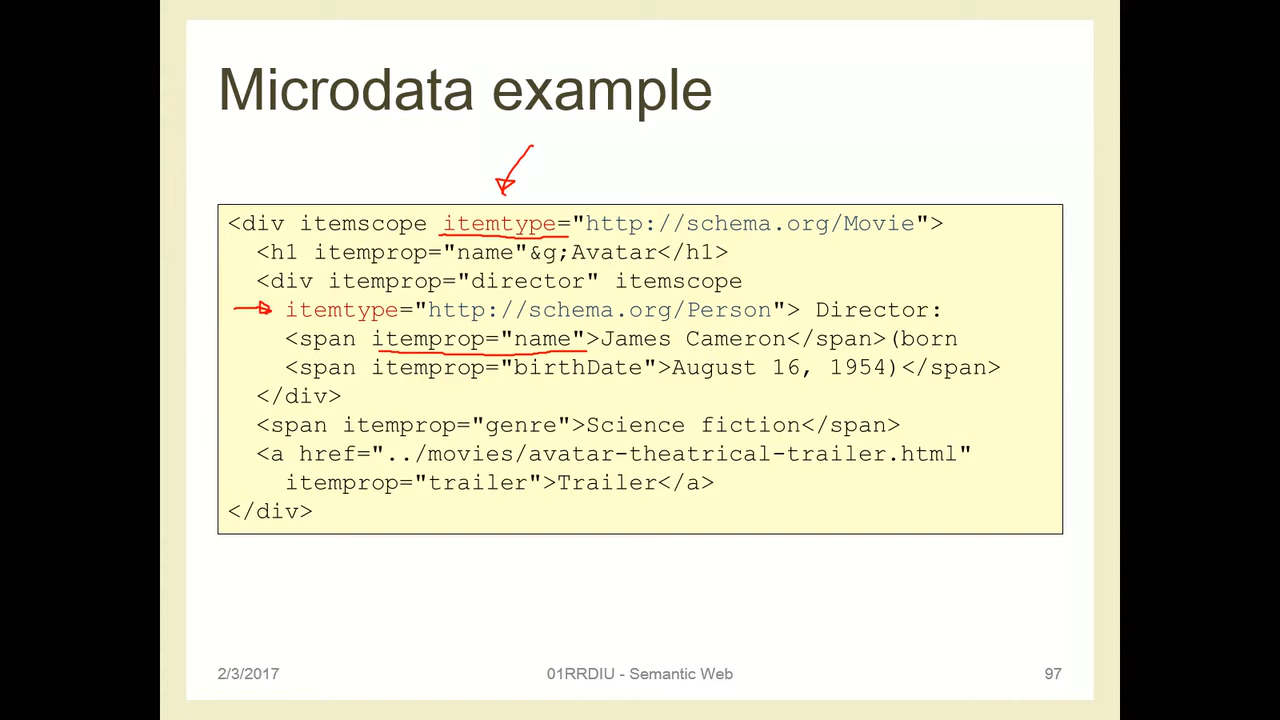 Microdata example
<div itemscope itemtype="http://schema.org/Movie">
<h1 itemprop="name"&g;Avatar</h1>
<div itemprop="director" itemscope
itemtype="http://schema.org/Person"> Director:
<span itemprop="name">James Cameron</span>(born
<span itemprop="birthDate">August 16, 1954)</span>
</div>
<span itemprop="genre">Science fiction</span>
<a href="../movies/avatar-theatrical-trailer.html"
itemprop="trailer">Trailer</a>
</div>
2/3/2017 01RRDIU - Semantic Web 97